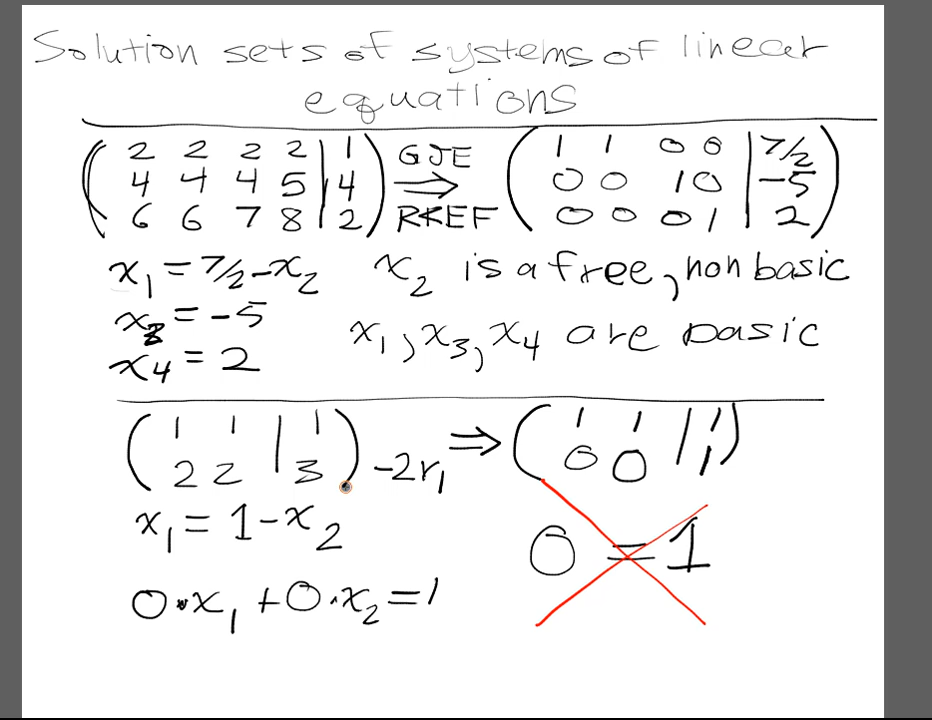 Solution sets of systems of linear
equations
( 2 2 2 2 | 1 ) GJE ( 1 1 0 0 | 7/2 )
( 4 4 4 5 | 4 ) ⇒ ( 0 0 1 0 | -5 )
( 6 6 7 8 | 2 ) RREF ( 0 0 0 1 | 2 )
x₁ = 7/2 - x₂ x₂ is a free, non basic
x₃ = -5
x₁, x₃, x₄ are basic
x₄ = 2
( 1 1 | 1 ) ⇒ ( 1 1 | 1 )
( 2 2 | 3 ) -2r₁ ( 0 0 | 1 )
x₁ = 1 - x₂
0 = 1
0·x₁ + 0·x₂ = 1